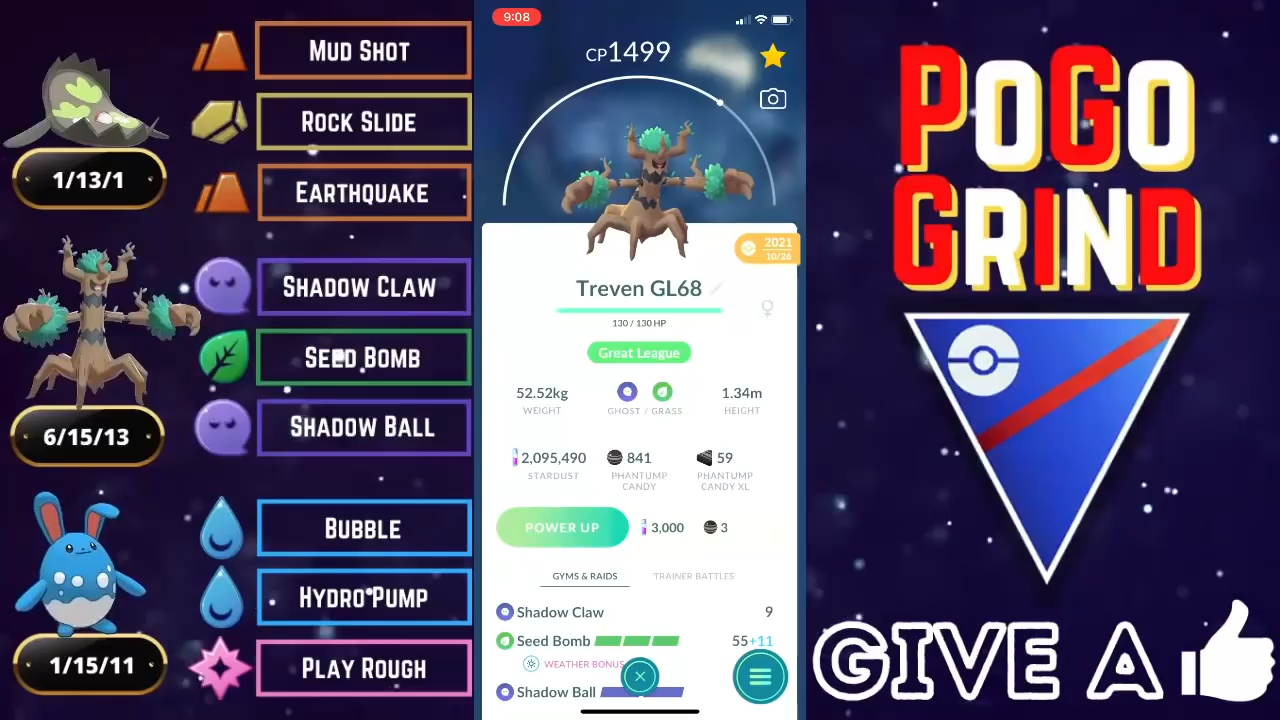 MUD SHOT
ROCK SLIDE
1/13/1
EARTHQUAKE
SHADOW CLAW
SEED BOMB
6/15/13
SHADOW BALL
BUBBLE
HYDRO PUMP
1/15/11
PLAY ROUGH
9:08
CP1499
2021
10/26
Treven GL68
130 / 130 HP
Great League
52.52kg
WEIGHT
GHOST / GRASS
1.34m
HEIGHT
2,095,490
STARDUST
841
PHANTUMP
CANDY
59
PHANTUMP
CANDY XL
POWER UP
3,000
3
GYMS & RAIDS
TRAINER BATTLES
Shadow Claw 9
Seed Bomb 55+11
WEATHER BONUS
Shadow Ball
POGO
GRIND
GIVE A